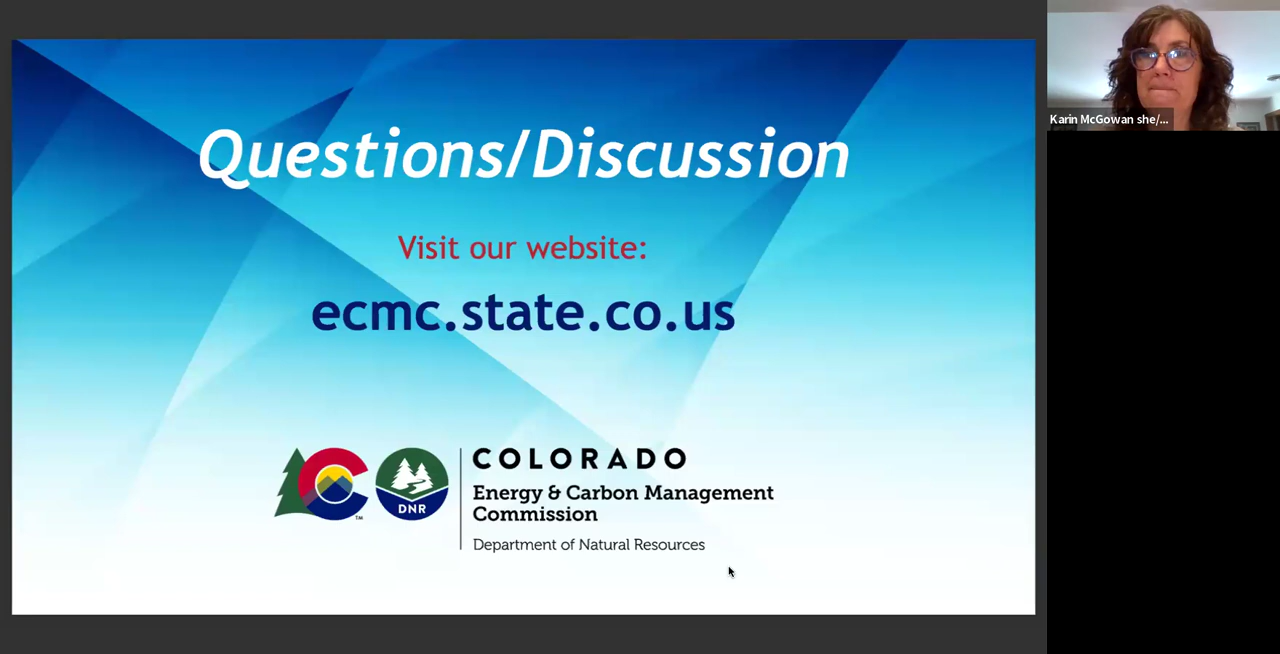 Questions/Discussion
Visit our website:
ecmc.state.co.us
COLORADO
Energy & Carbon Management
Commission
Department of Natural Resources
DNR
TM
Karin McGowan she/...